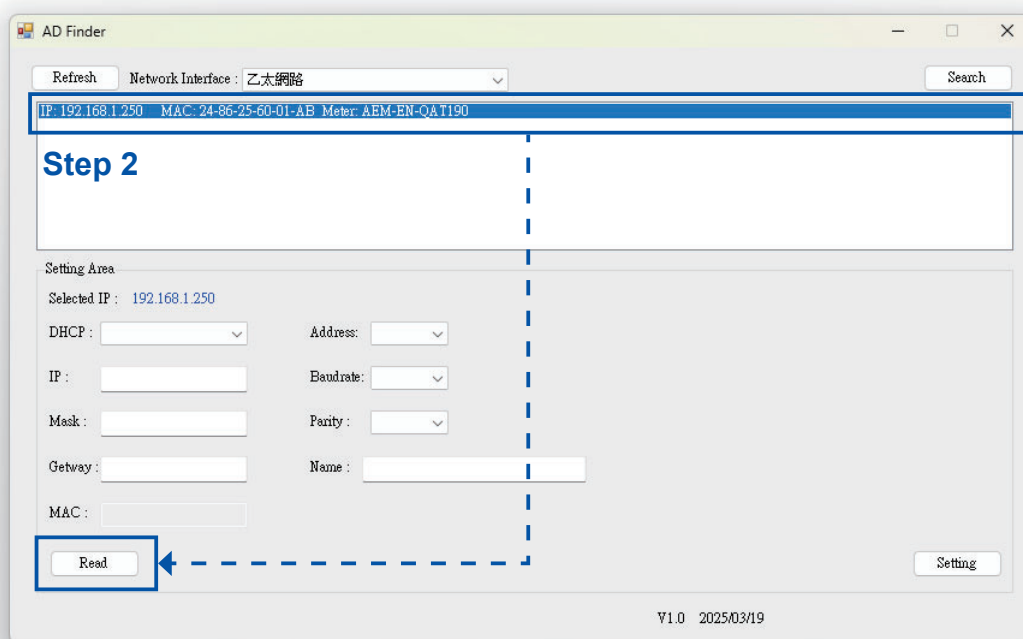 AD Finder
Refresh Network Interface : 乙太網路 Search
IP: 192.168.1.250 MAC: 24-86-25-60-01-AB Meter: AEM-EN-QAT190
Step 2
Setting Area
Selected IP : 192.168.1.250
DHCP : Address:
IP : Baudrate:
Mask : Parity :
Getway : Name :
MAC :
Read Setting
V1.0 2025/03/19